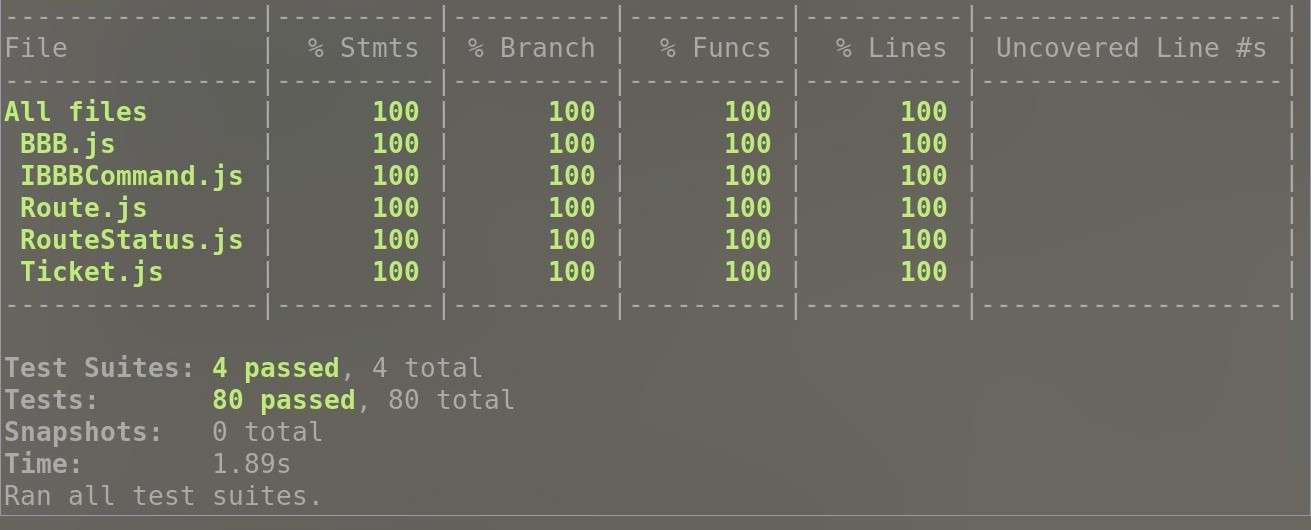 ----------------|----------|----------|----------|----------|-------------------|
File            |  % Stmts | % Branch |  % Funcs |  % Lines | Uncovered Line #s |
----------------|----------|----------|----------|----------|-------------------|
All files       |      100 |      100 |      100 |      100 |                   |
 BBB.js         |      100 |      100 |      100 |      100 |                   |
 IBBBCommand.js |      100 |      100 |      100 |      100 |                   |
 Route.js       |      100 |      100 |      100 |      100 |                   |
 RouteStatus.js |      100 |      100 |      100 |      100 |                   |
 Ticket.js      |      100 |      100 |      100 |      100 |                   |
----------------|----------|----------|----------|----------|-------------------|
Test Suites: 4 passed, 4 total
Tests:       80 passed, 80 total
Snapshots:   0 total
Time:        1.89s
Ran all test suites.